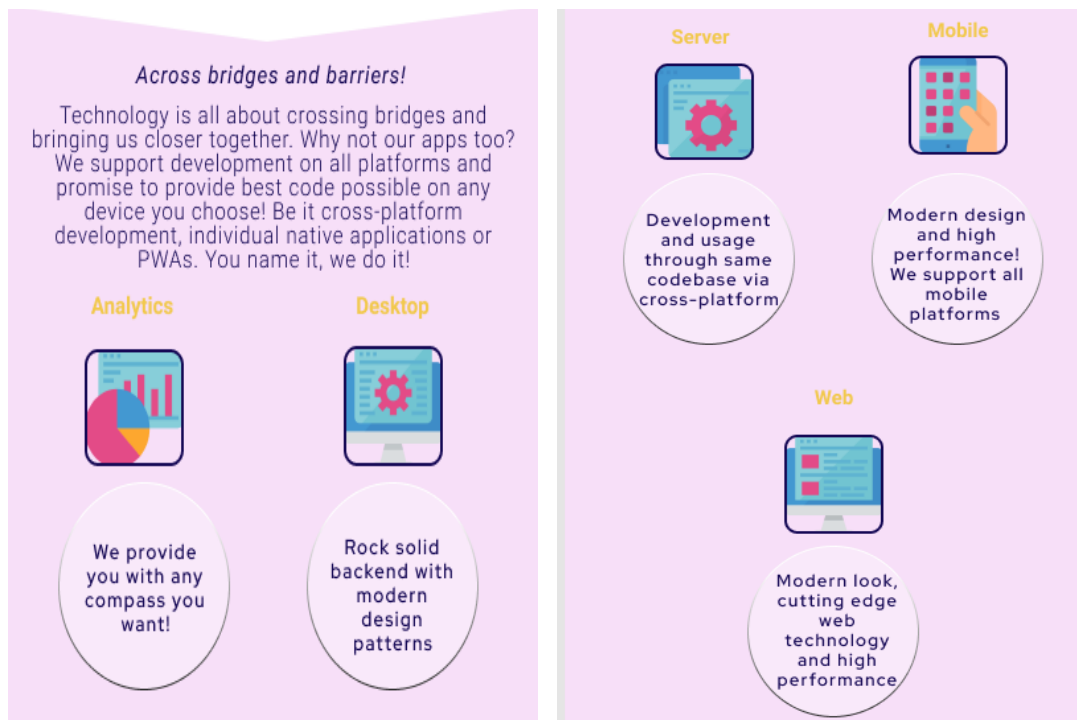 Across bridges and barriers!
Technology is all about crossing bridges and
bringing us closer together. Why not our apps too?
We support development on all platforms and
promise to provide best code possible on any
device you choose! Be it cross-platform
development, individual native applications or
PWAs. You name it, we do it!
Analytics
We provide
you with any
compass you
want!
Desktop
Rock solid
backend with
modern
design
patterns
Server
Development
and usage
through same
codebase via
cross-platform
Mobile
Modern design
and high
performance!
We support all
mobile
platforms
Web
Modern look,
cutting edge
web
technology
and high
performance